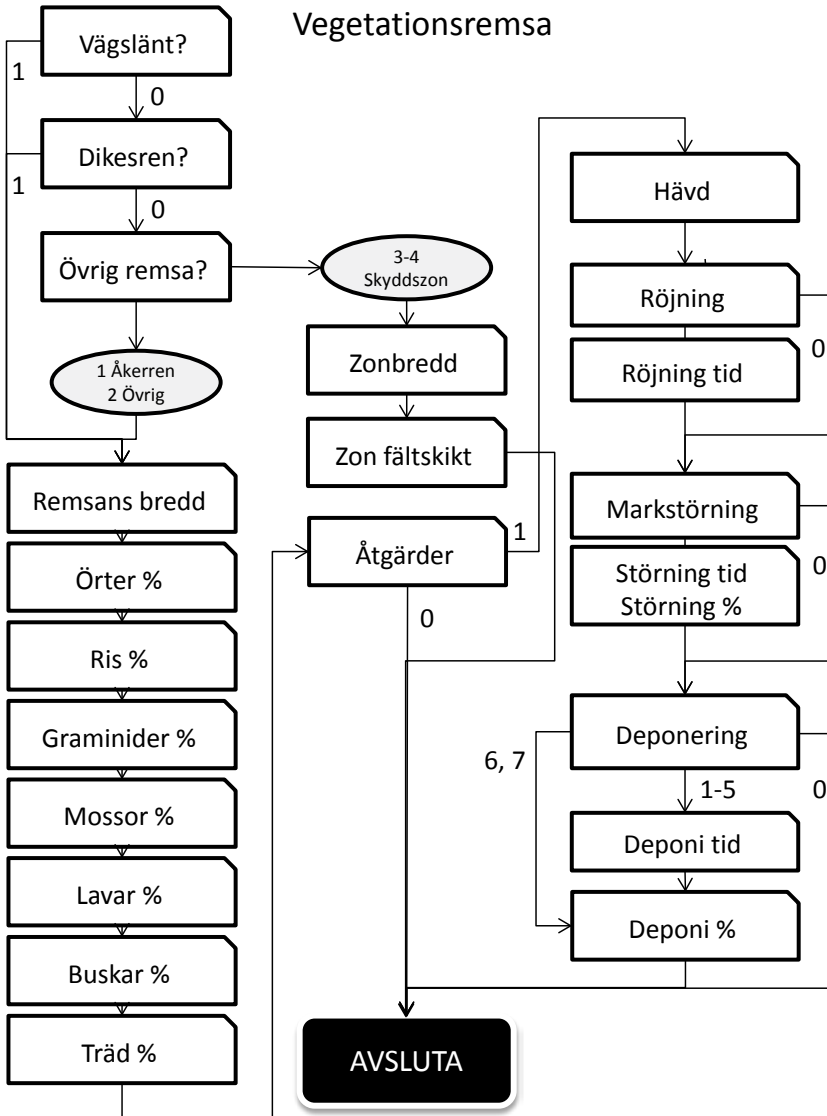 Vegetationsremsa
Vägslänt?
1
0
Dikesren?
1
0
Övrig remsa?
3-4
Skyddszon
1 Åkerren
2 Övrig
Zonbredd
Zon fältskikt
Remsans bredd
Örter %
Ris %
Graminider %
Mossor %
Lavar %
Buskar %
Träd %
Åtgärder
1
0
Hävd
Röjning
0
Röjning tid
Markstörning
0
Störning tid
Störning %
Deponering
6, 7
1-5
0
Deponi tid
Deponi %
AVSLUTA